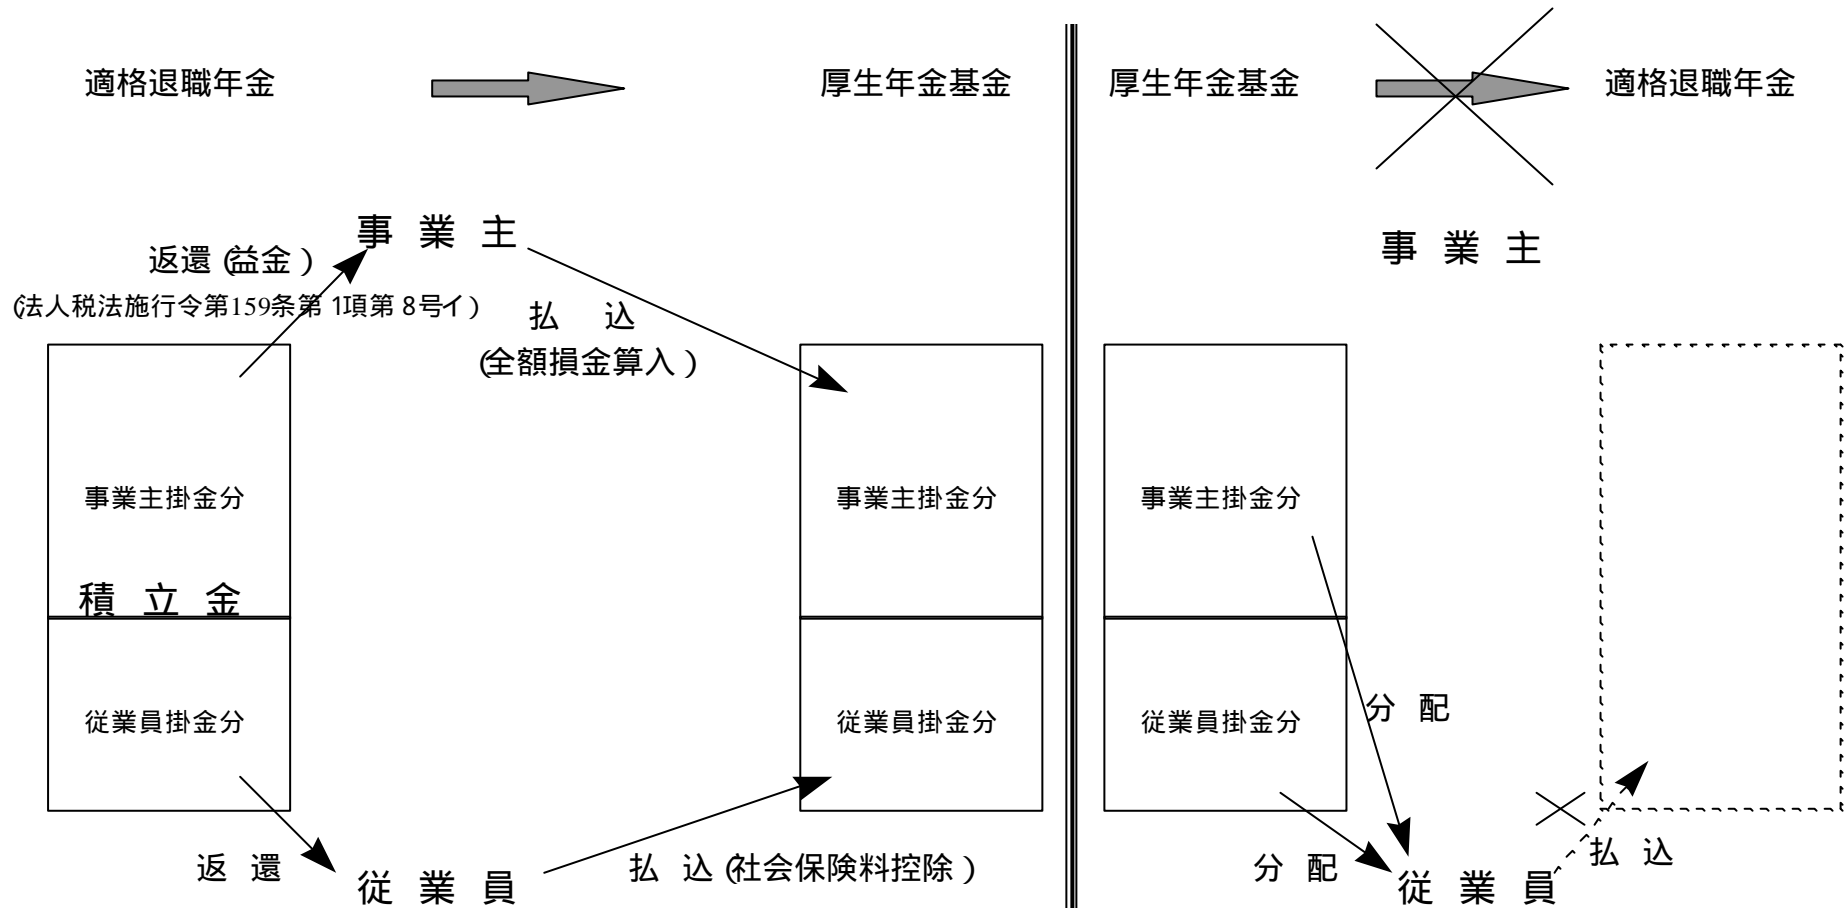 適格退職年金
厚生年金基金
事 業 主
返還（益金）
（法人税法施行令第159条第1項第8号イ）
払 込
（全額損金算入）
事業主掛金分
事業主掛金分
積 立 金
従業員掛金分
従業員掛金分
返 還
従 業 員
払 込（社会保険料控除）
厚生年金基金
適格退職年金
事 業 主
事業主掛金分
従業員掛金分
分 配
分 配
従 業 員
払 込